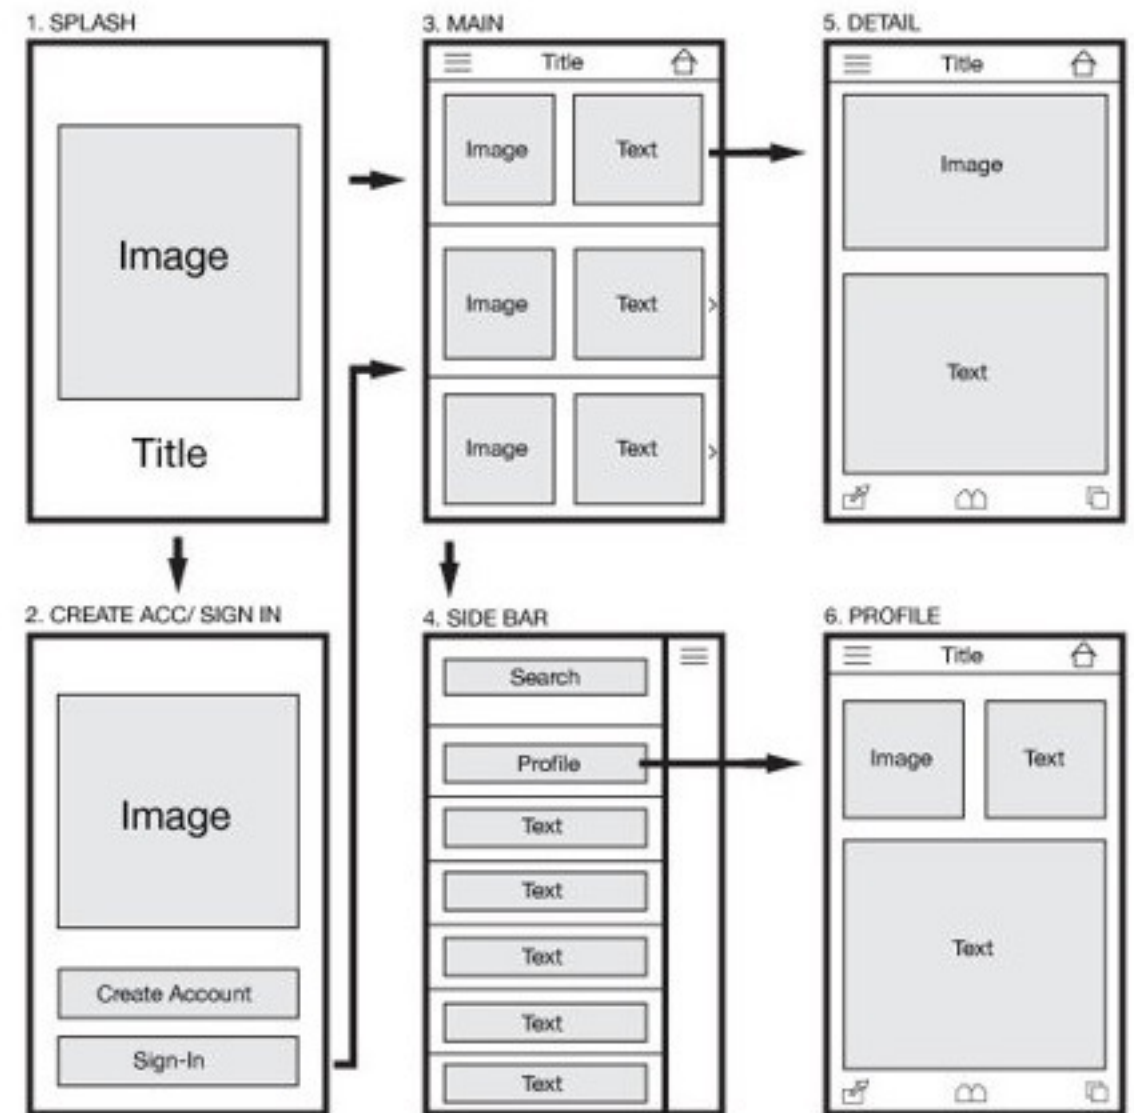 1. SPLASH
Image
Title
2. CREATE ACC/ SIGN IN
Image
Create Account
Sign-In
3. MAIN
Title
Image Text
Image Text
Image Text
4. SIDE BAR
Search
Profile
Text
Text
Text
Text
Text
5. DETAIL
Title
Image
Text
6. PROFILE
Title
Image Text
Text